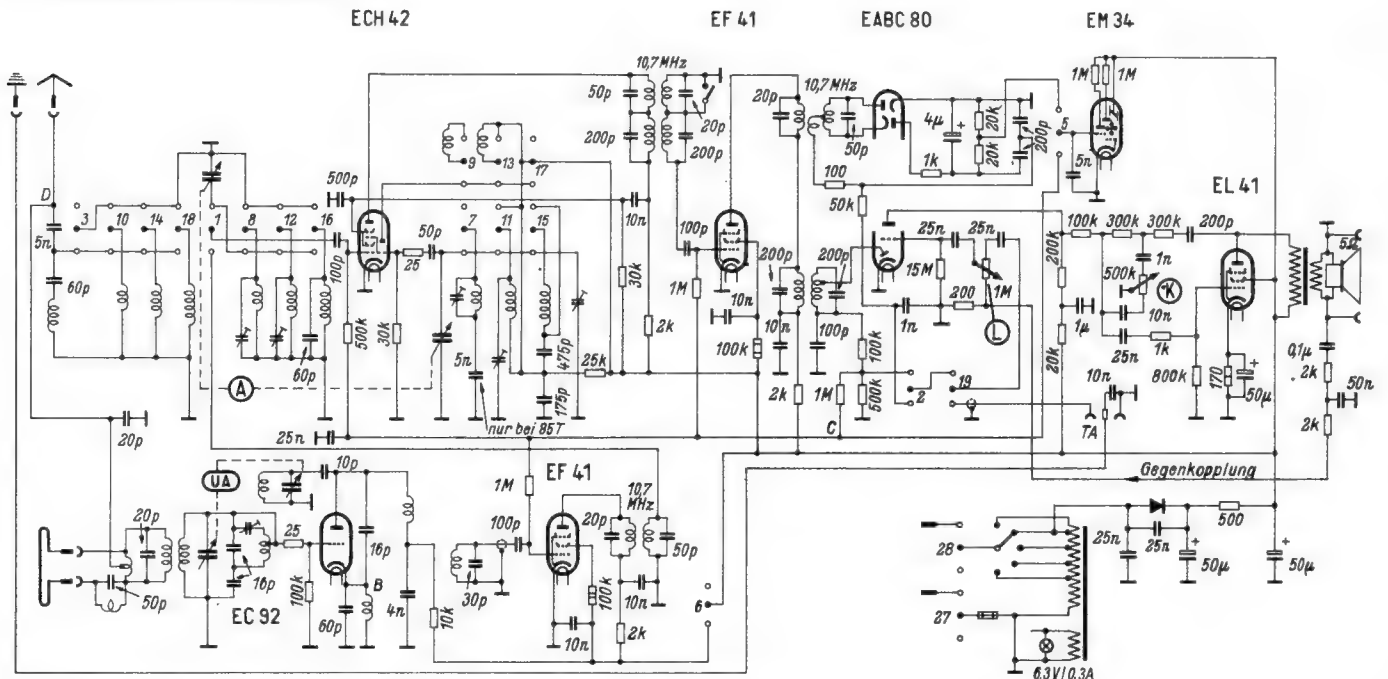 ECH 42
EF 41
EABC 80
EM 34
10,7 MHz
10,7 MHz
1M
1M
50p
20p
20p
50p
4µ
20k
20k
200p
5
200p
200p
1k
5n
9
13
17
100
50k
EL 41
D
500p
10n
3
10
14
18
1
8
12
16
7
11
15
50p
100p
25
100p
25n
25n
200k
100k
300k
300k
200p
5Ω
5n
60p
1n
500k
K
200p
200p
15M
1M
30k
1M
10n
10n
1µ
10n
500k
30k
60p
A
5n
475p
25k
2k
100k
10n
100p
1n
200
L
20k
25n
1k
0,1µ
100k
800k
170
50µ
2k
50n
175p
2k
1M
500k
2
19
10n
2k
20p
25n
nur bei 85T
C
TA
Gegenkopplung
UA
10p
1M
EF 41
10,7 MHz
20p
25
16p
100p
20p
50p
500
28
25n
25n
50µ
50µ
50p
16p
EC 92
100k
60p
B
4n
10k
30p
10n
100k
10n
2k
6
27
6,3V/0,3A